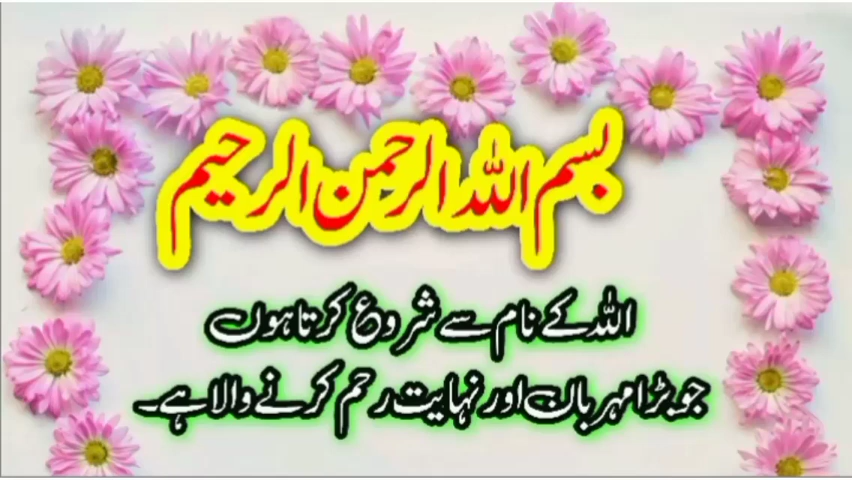 بسم اللہ الرحمن الرحیم
اللہ کے نام سے شروع کرتا ہوں
جو بڑا مہربان اور نہایت رحم کرنے والا ہے۔